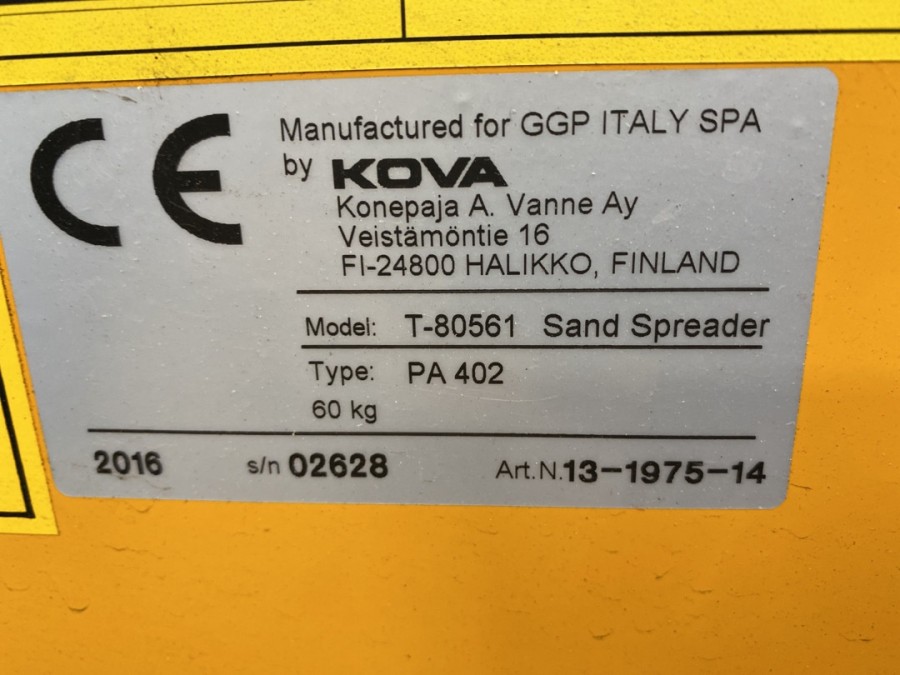 CE
Manufactured for GGP ITALY SPA
by KOVA
Konepaja A. Vanne Ay
Veistämöntie 16
FI-24800 HALIKKO, FINLAND
Model: T-80561 Sand Spreader
Type: PA 402
60 kg
2016 s/n 02628 Art.N.13-1975-14